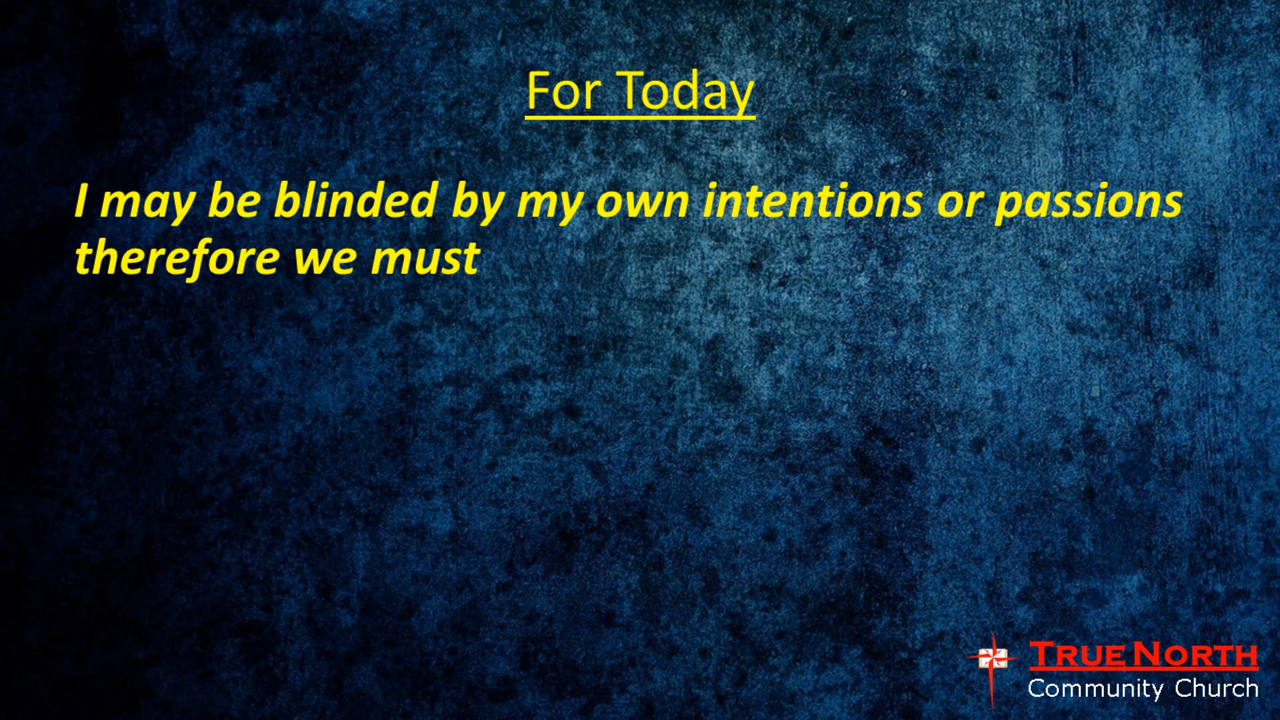 For Today
I may be blinded by my own intentions or passions
therefore we must
TRUE NORTH
Community Church